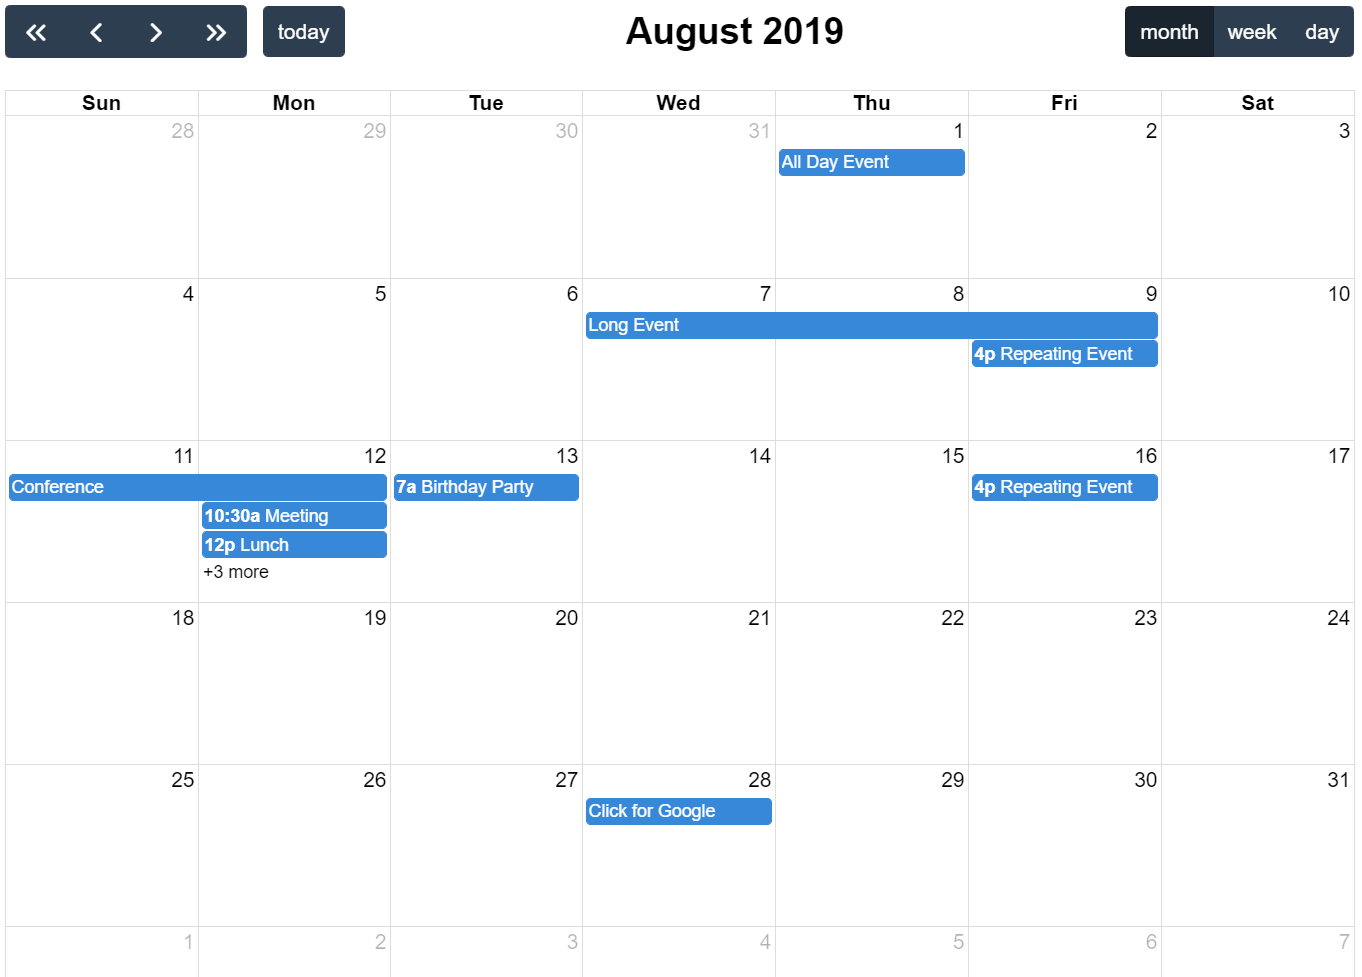 today
August 2019
month week day
Sun Mon Tue Wed Thu Fri Sat
28 29 30 31 1 2 3
All Day Event
4 5 6 7 8 9 10
Long Event
4p Repeating Event
11 12 13 14 15 16 17
Conference 7a Birthday Party 4p Repeating Event
10:30a Meeting
12p Lunch
+3 more
18 19 20 21 22 23 24
25 26 27 28 29 30 31
Click for Google
1 2 3 4 5 6 7